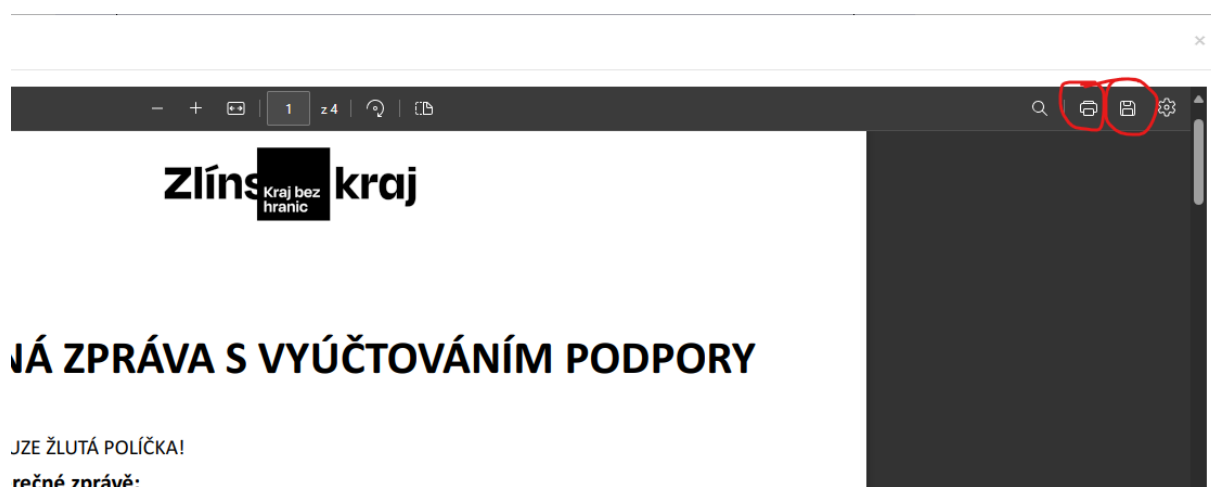 1 z 4
Zlíns kraj
Kraj bez
hranic
NÁ ZPRÁVA S VYÚČTOVÁNÍM PODPORY
UZE ŽLUTÁ POLÍČKA!
rečné zprávě: